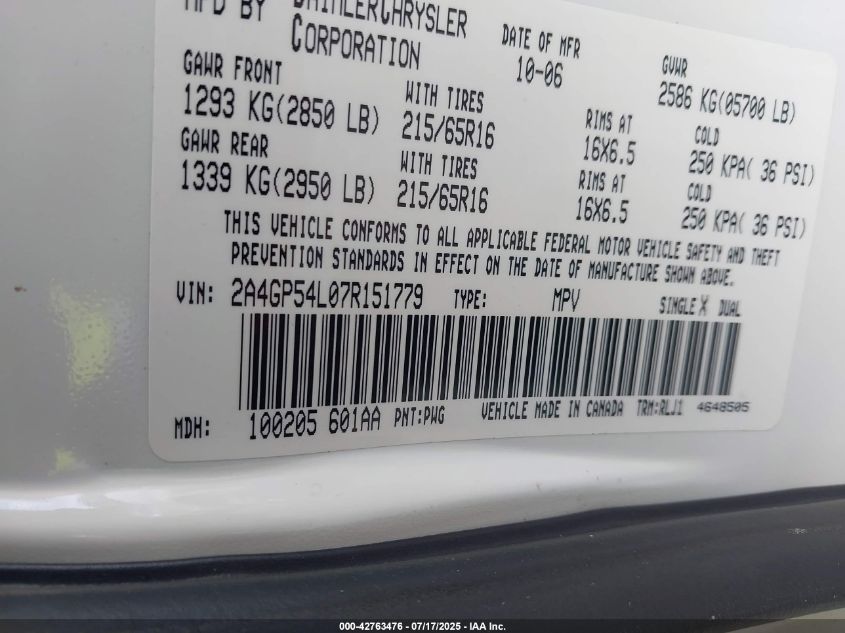 MFD BY DAIMLERCHRYSLER CORPORATION
DATE OF MFR 10-06
GVWR 2586 KG(05700 LB)
GAWR FRONT
1293 KG(2850 LB)
WITH TIRES
215/65R16
RIMS AT
16X6.5
COLD
250 KPA( 36 PSI)
GAWR REAR
1339 KG(2950 LB)
WITH TIRES
215/65R16
RIMS AT
16X6.5
COLD
250 KPA( 36 PSI)
THIS VEHICLE CONFORMS TO ALL APPLICABLE FEDERAL MOTOR VEHICLE SAFETY AND THEFT
PREVENTION STANDARDS IN EFFECT ON THE DATE OF MANUFACTURE SHOWN ABOVE.
VIN: 2A4GP54L07R151779 TYPE: MPV SINGLE X DUAL
MDH: 100205 601AA PNT:PWG VEHICLE MADE IN CANADA TRM:RLJ1 4648505
000-42763476 - 07/17/2025 - IAA Inc.